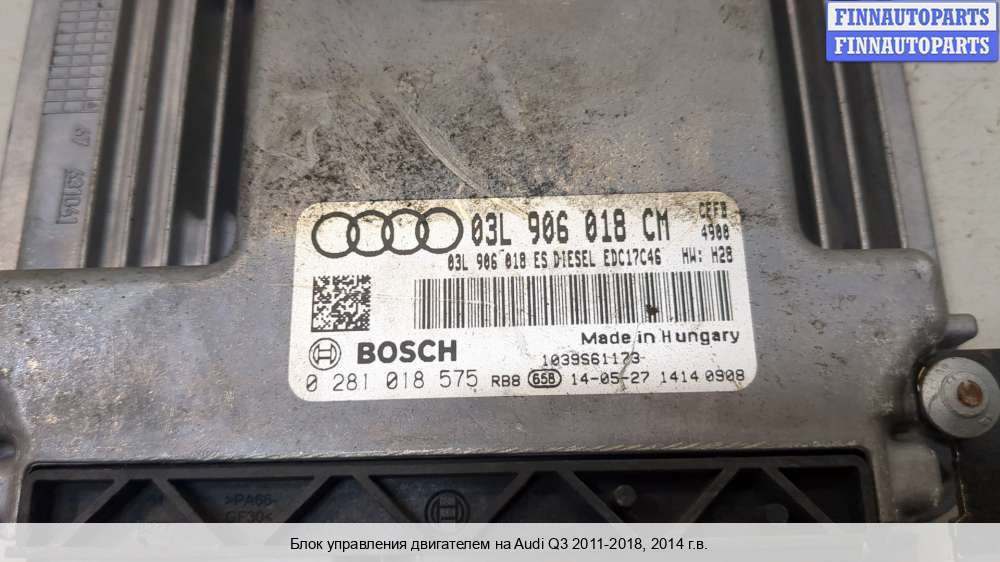 FINNAUTOPARTS
FINNAUTOPARTS
03L 906 018 CM
CEFB
4900
03L 906 018 ES DIESEL EDC17C46 HW: H28
Made in Hungary
BOSCH
1039S61173
0 281 018 575 RB8 658 14-05-27 1414 0908
>PA66-
GF30<
Блок управления двигателем на Audi Q3 2011-2018, 2014 г.в.